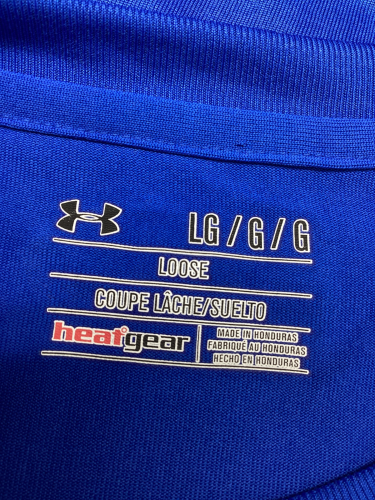 LG / G / G
LOOSE
COUPE LÂCHE/SUELTO
heatgear
MADE IN HONDURAS
FABRIQUÉ AU HONDURAS
HECHO EN HONDURAS